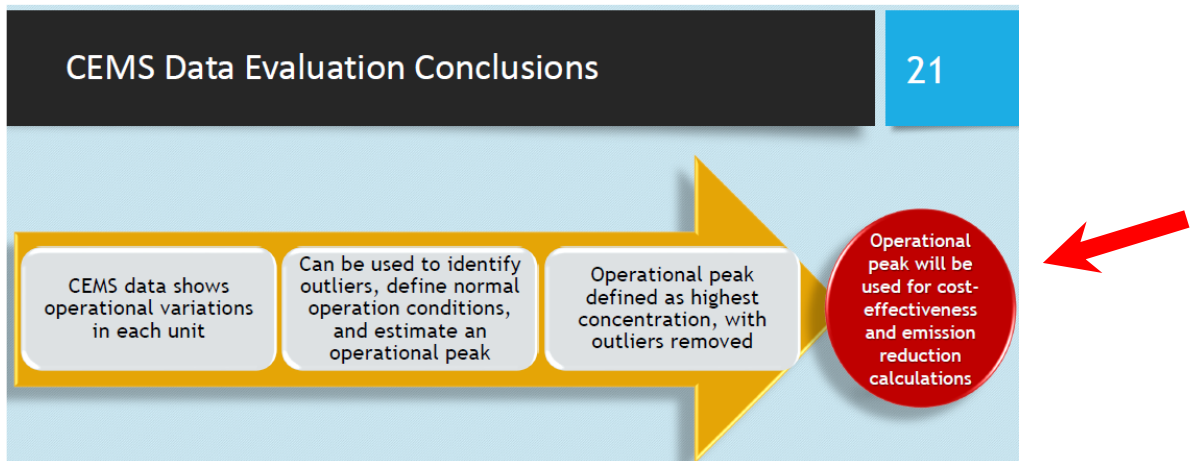 CEMS Data Evaluation Conclusions
21
CEMS data shows
operational variations
in each unit
Can be used to identify
outliers, define normal
operation conditions,
and estimate an
operational peak
Operational peak
defined as highest
concentration, with
outliers removed
Operational
peak will be
used for cost-
effectiveness
and emission
reduction
calculations